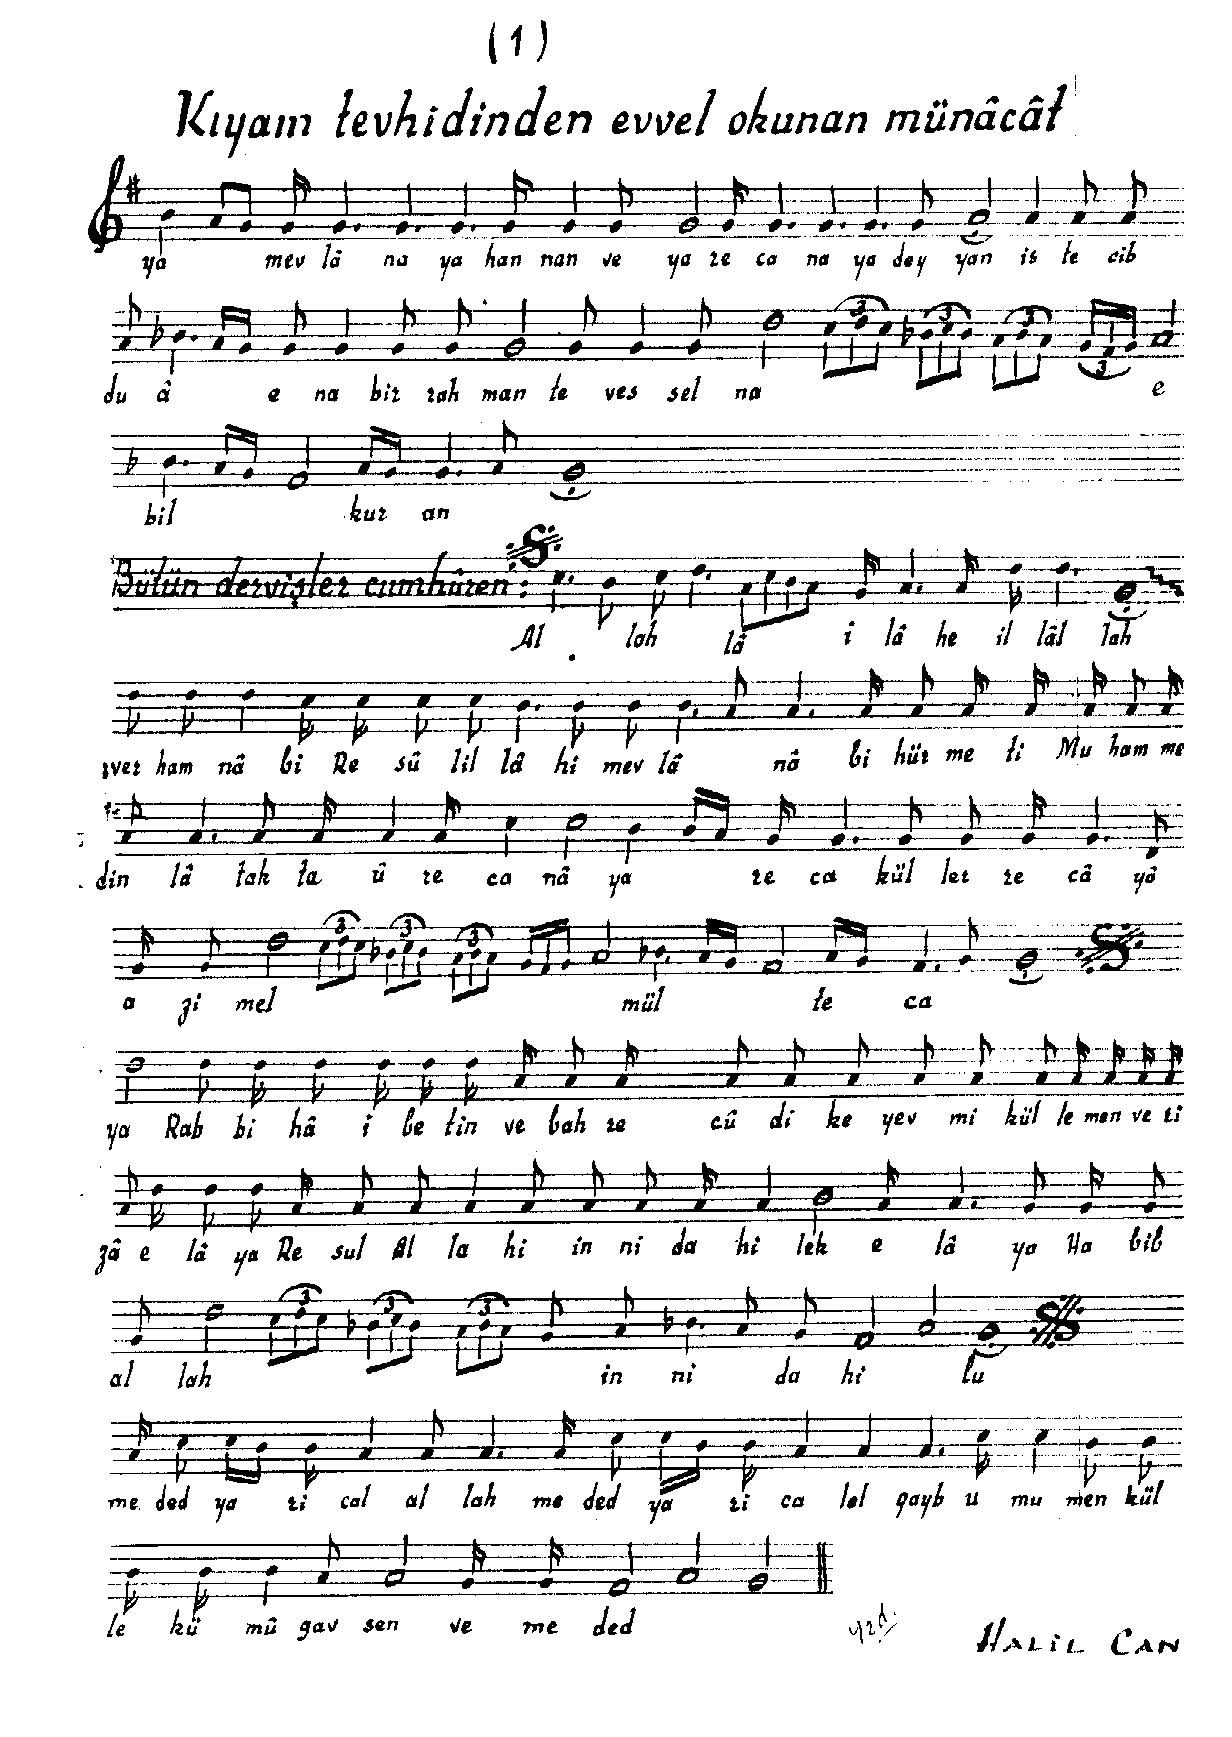 (1)
Kıyam tevhidinden evvel okunan münâcât
ya mev lâ na ya han nan ve ya re ca na ya dey yan is te cib
du â e na bir rah man te ves sel na e
bil kur an
Bütün dervişler cumhûren :
Al lah lâ i lâ he il lâl lah
rver ham nâ bi Re sû lil lâ hi mev lâ nâ bi hür me ti Mu ham me
din lâ tak ta û re ca nâ ya re ca kül ler re câ yâ
a zi mel mül te ca
ya Rab bi hâ i be tin ve bah re cû di ke yev mi kül le men ve ri
zâ e lâ ya Re sul Al la hi in ni da hi lek e lâ ya Ha bib
al lah in ni da hi lu
me ded ya ri cal al lah me ded ya ri ca lel gayb u mu men kül
le kü mû gav sen ve me ded
yzd.
HALİL CAN